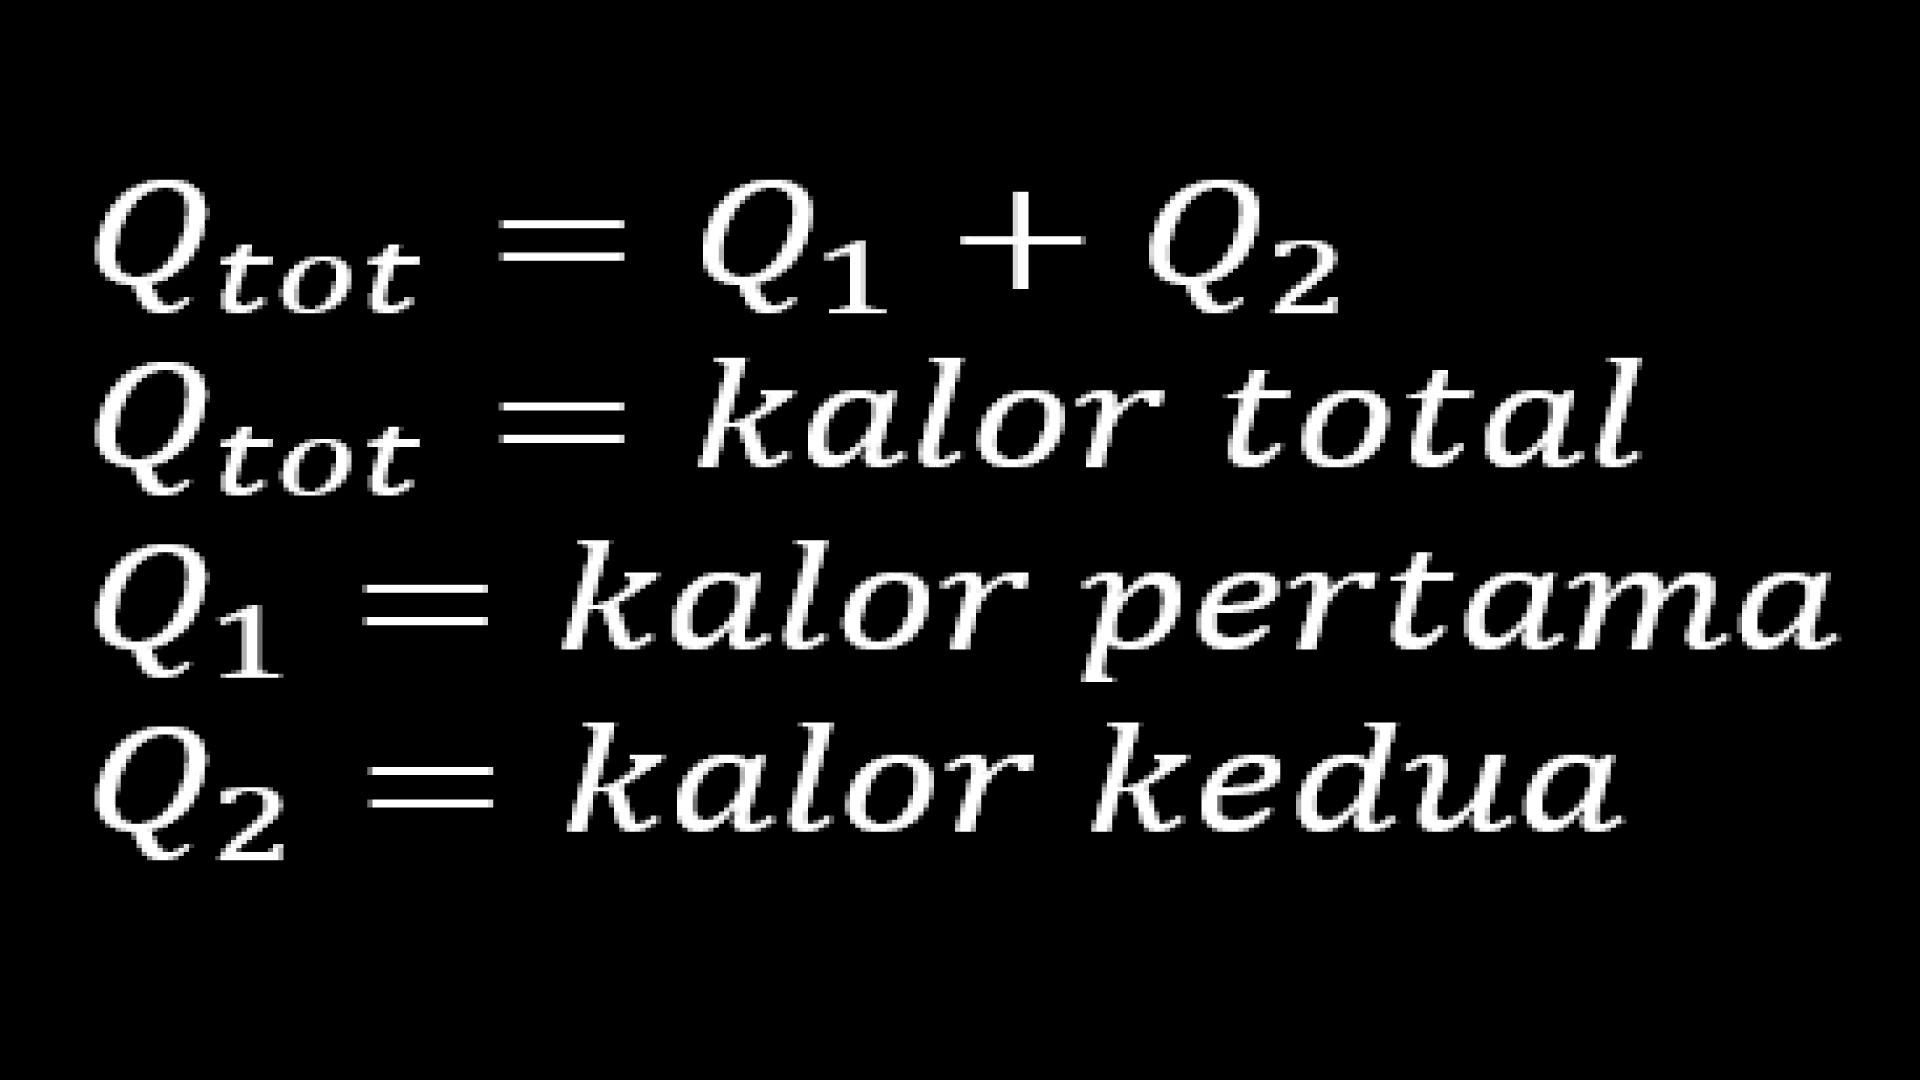 Q_tot = Q_1 + Q_2
Q_tot = kalor total
Q_1 = kalor pertama
Q_2 = kalor kedua